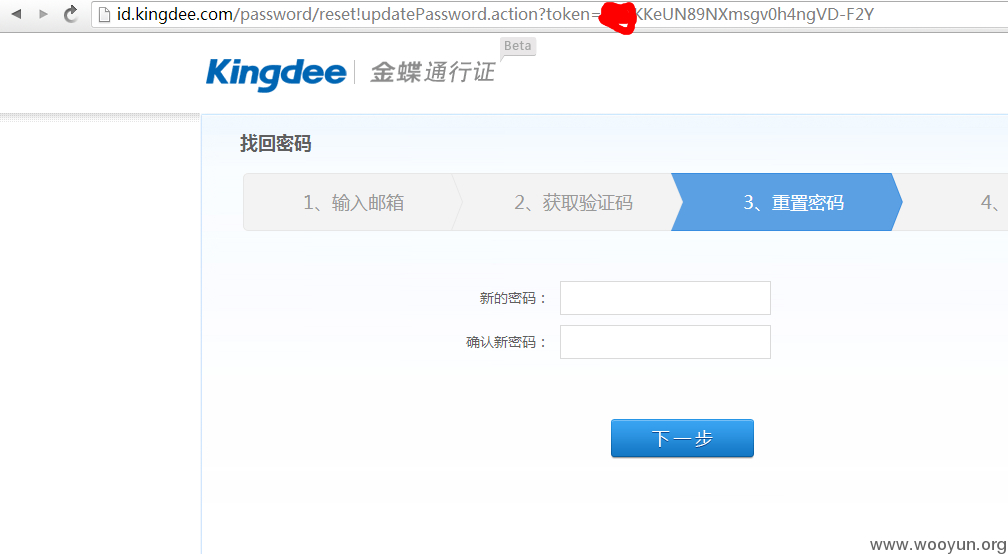 id.kingdee.com/password/reset!updatePassword.action?token=KKeUN89NXmsgv0h4ngVD-F2Y
Beta
Kingdee 金蝶通行证
找回密码
1、输入邮箱 2、获取验证码 3、重置密码 4、
新的密码：
确认新密码：
下一步
www.wooyun.org